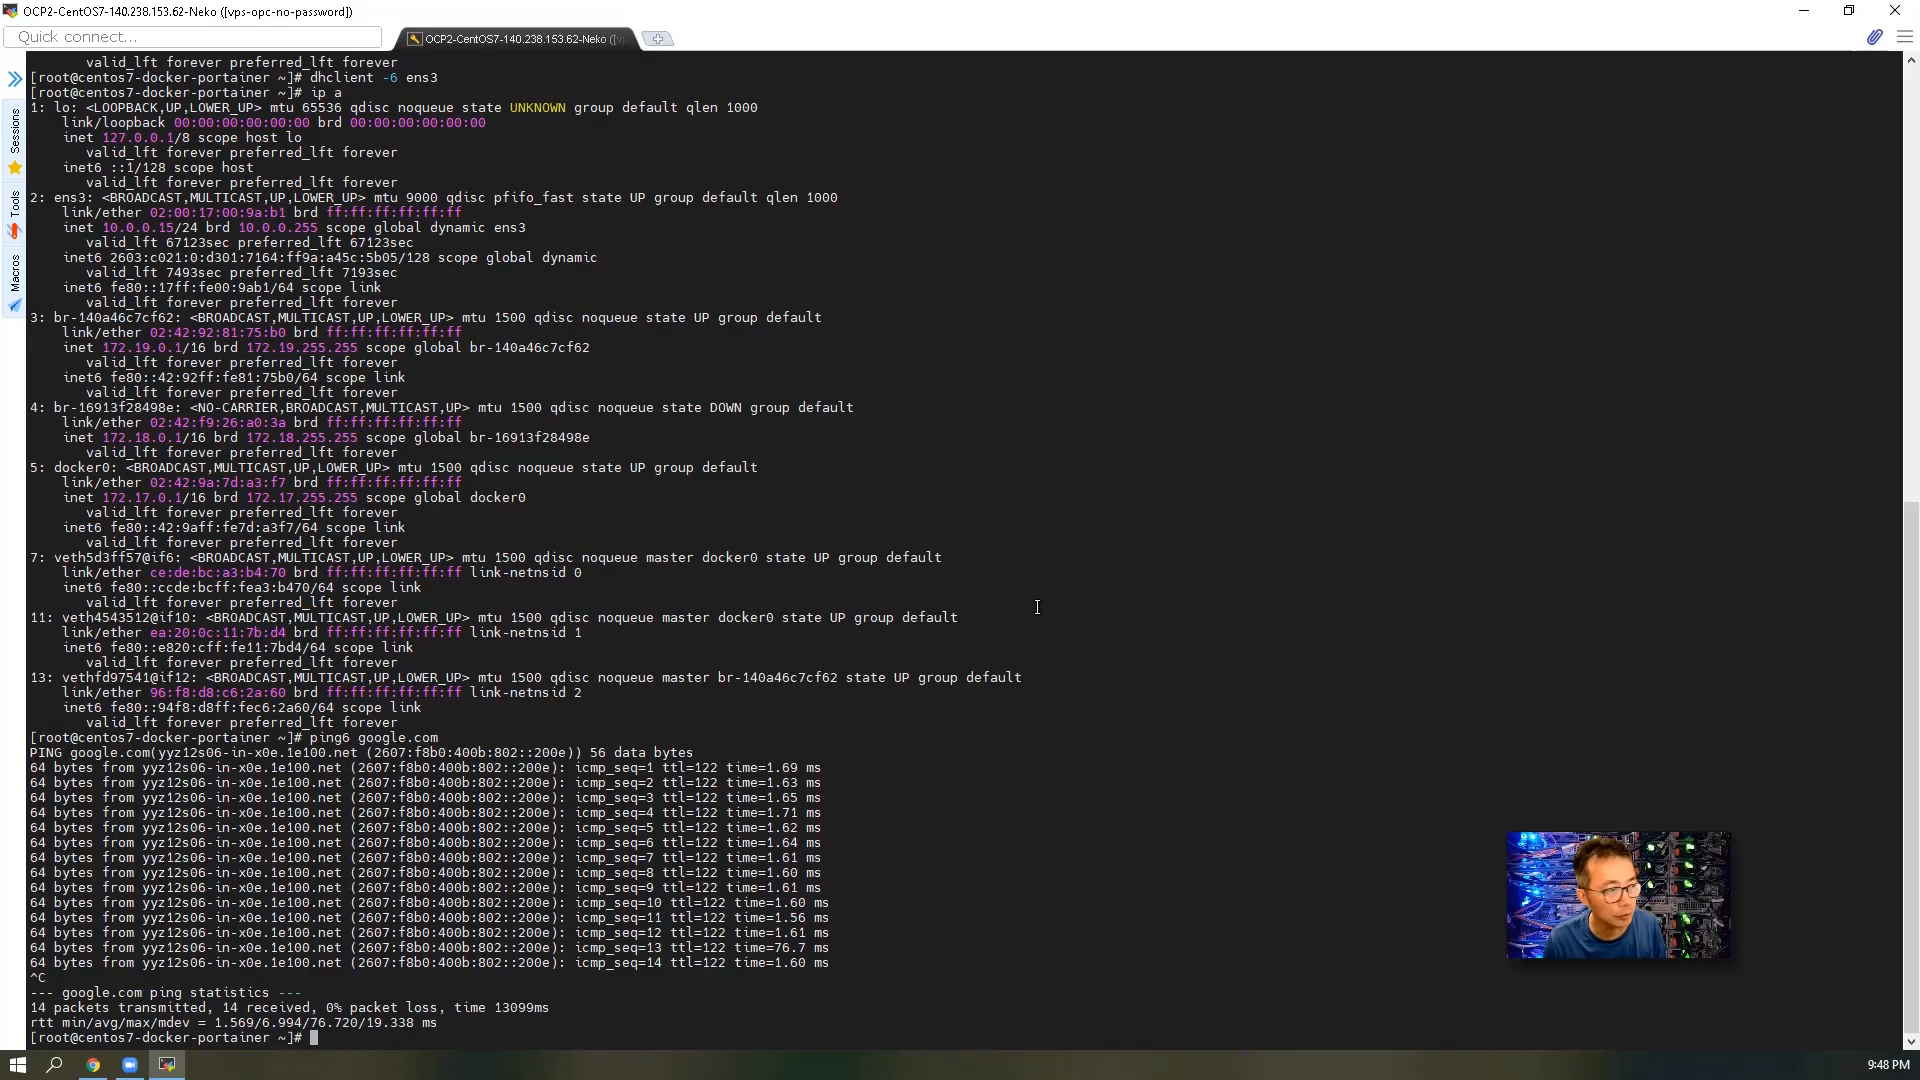 OCP2-CentOS7-140.238.153.62-Neko ([vps-opc-no-password])
Quick connect...
OCP2-CentOS7-140.238.153.62-Neko ([v
Sessions
Tools
Macros
valid_lft forever preferred_lft forever
[root@centos7-docker-portainer ~]# dhclient -6 ens3
[root@centos7-docker-portainer ~]# ip a
1: lo: <LOOPBACK,UP,LOWER_UP> mtu 65536 qdisc noqueue state UNKNOWN group default qlen 1000
link/loopback 00:00:00:00:00:00 brd 00:00:00:00:00:00
inet 127.0.0.1/8 scope host lo
valid_lft forever preferred_lft forever
inet6 ::1/128 scope host
valid_lft forever preferred_lft forever
2: ens3: <BROADCAST,MULTICAST,UP,LOWER_UP> mtu 9000 qdisc pfifo_fast state UP group default qlen 1000
link/ether 02:00:17:00:9a:b1 brd ff:ff:ff:ff:ff:ff
inet 10.0.0.15/24 brd 10.0.0.255 scope global dynamic ens3
valid_lft 67123sec preferred_lft 67123sec
inet6 2603:c021:0:d301:7164:ff9a:a45c:5b05/128 scope global dynamic
valid_lft 7493sec preferred_lft 7193sec
inet6 fe80::17ff:fe00:9ab1/64 scope link
valid_lft forever preferred_lft forever
3: br-140a46c7cf62: <BROADCAST,MULTICAST,UP,LOWER_UP> mtu 1500 qdisc noqueue state UP group default
link/ether 02:42:92:81:75:b0 brd ff:ff:ff:ff:ff:ff
inet 172.19.0.1/16 brd 172.19.255.255 scope global br-140a46c7cf62
valid_lft forever preferred_lft forever
inet6 fe80::42:92ff:fe81:75b0/64 scope link
valid_lft forever preferred_lft forever
4: br-16913f28498e: <NO-CARRIER,BROADCAST,MULTICAST,UP> mtu 1500 qdisc noqueue state DOWN group default
link/ether 02:42:f9:26:a0:3a brd ff:ff:ff:ff:ff:ff
inet 172.18.0.1/16 brd 172.18.255.255 scope global br-16913f28498e
valid_lft forever preferred_lft forever
5: docker0: <BROADCAST,MULTICAST,UP,LOWER_UP> mtu 1500 qdisc noqueue state UP group default
link/ether 02:42:9a:7d:a3:f7 brd ff:ff:ff:ff:ff:ff
inet 172.17.0.1/16 brd 172.17.255.255 scope global docker0
valid_lft forever preferred_lft forever
inet6 fe80::42:9aff:fe7d:a3f7/64 scope link
valid_lft forever preferred_lft forever
7: veth5d3ff57@if6: <BROADCAST,MULTICAST,UP,LOWER_UP> mtu 1500 qdisc noqueue master docker0 state UP group default
link/ether ce:de:bc:a3:b4:70 brd ff:ff:ff:ff:ff:ff link-netnsid 0
inet6 fe80::ccde:bcff:fea3:b470/64 scope link
valid_lft forever preferred_lft forever
11: veth4543512@if10: <BROADCAST,MULTICAST,UP,LOWER_UP> mtu 1500 qdisc noqueue master docker0 state UP group default
link/ether ea:20:0c:11:7b:d4 brd ff:ff:ff:ff:ff:ff link-netnsid 1
inet6 fe80::e820:cff:fe11:7bd4/64 scope link
valid_lft forever preferred_lft forever
13: vethfd97541@if12: <BROADCAST,MULTICAST,UP,LOWER_UP> mtu 1500 qdisc noqueue master br-140a46c7cf62 state UP group default
link/ether 96:f8:d8:c6:2a:60 brd ff:ff:ff:ff:ff:ff link-netnsid 2
inet6 fe80::94f8:d8ff:fec6:2a60/64 scope link
valid_lft forever preferred_lft forever
[root@centos7-docker-portainer ~]# ping6 google.com
PING google.com(yyz12s06-in-x0e.1e100.net (2607:f8b0:400b:802::200e)) 56 data bytes
64 bytes from yyz12s06-in-x0e.1e100.net (2607:f8b0:400b:802::200e): icmp_seq=1 ttl=122 time=1.69 ms
64 bytes from yyz12s06-in-x0e.1e100.net (2607:f8b0:400b:802::200e): icmp_seq=2 ttl=122 time=1.63 ms
64 bytes from yyz12s06-in-x0e.1e100.net (2607:f8b0:400b:802::200e): icmp_seq=3 ttl=122 time=1.65 ms
64 bytes from yyz12s06-in-x0e.1e100.net (2607:f8b0:400b:802::200e): icmp_seq=4 ttl=122 time=1.71 ms
64 bytes from yyz12s06-in-x0e.1e100.net (2607:f8b0:400b:802::200e): icmp_seq=5 ttl=122 time=1.62 ms
64 bytes from yyz12s06-in-x0e.1e100.net (2607:f8b0:400b:802::200e): icmp_seq=6 ttl=122 time=1.64 ms
64 bytes from yyz12s06-in-x0e.1e100.net (2607:f8b0:400b:802::200e): icmp_seq=7 ttl=122 time=1.61 ms
64 bytes from yyz12s06-in-x0e.1e100.net (2607:f8b0:400b:802::200e): icmp_seq=8 ttl=122 time=1.60 ms
64 bytes from yyz12s06-in-x0e.1e100.net (2607:f8b0:400b:802::200e): icmp_seq=9 ttl=122 time=1.61 ms
64 bytes from yyz12s06-in-x0e.1e100.net (2607:f8b0:400b:802::200e): icmp_seq=10 ttl=122 time=1.60 ms
64 bytes from yyz12s06-in-x0e.1e100.net (2607:f8b0:400b:802::200e): icmp_seq=11 ttl=122 time=1.56 ms
64 bytes from yyz12s06-in-x0e.1e100.net (2607:f8b0:400b:802::200e): icmp_seq=12 ttl=122 time=1.61 ms
64 bytes from yyz12s06-in-x0e.1e100.net (2607:f8b0:400b:802::200e): icmp_seq=13 ttl=122 time=76.7 ms
64 bytes from yyz12s06-in-x0e.1e100.net (2607:f8b0:400b:802::200e): icmp_seq=14 ttl=122 time=1.60 ms
^C
--- google.com ping statistics ---
14 packets transmitted, 14 received, 0% packet loss, time 13099ms
rtt min/avg/max/mdev = 1.569/6.994/76.720/19.338 ms
[root@centos7-docker-portainer ~]#
9:48 PM